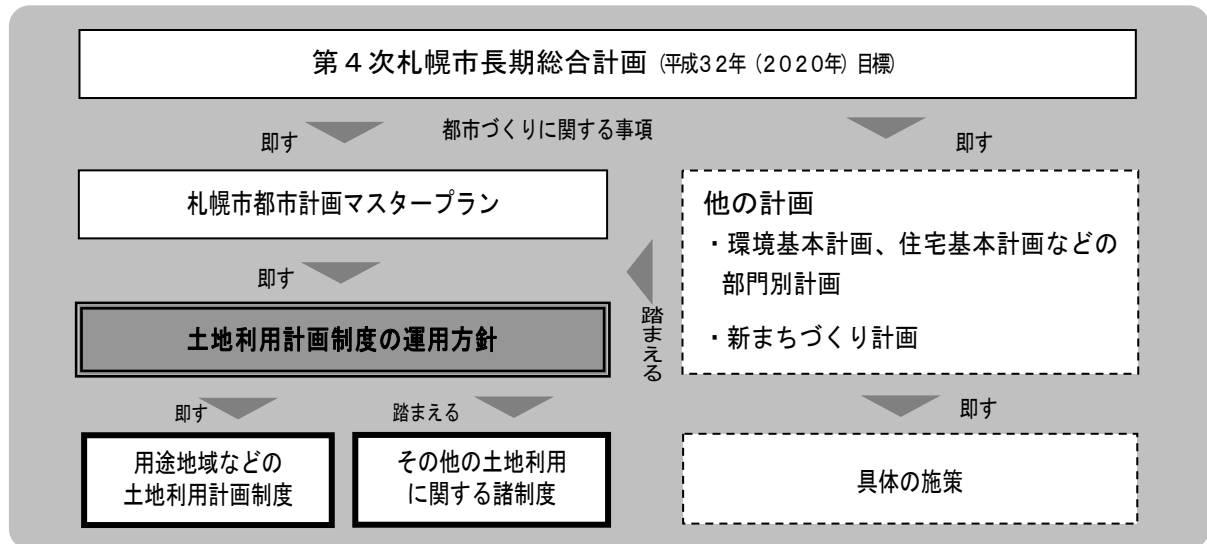 第４次札幌市長期総合計画 (平成３２年（２０２０年）目標)
即す
都市づくりに関する事項
即す
札幌市都市計画マスタープラン
他の計画
・環境基本計画、住宅基本計画などの
部門別計画
・新まちづくり計画
即す
踏まえる
土地利用計画制度の運用方針
即す
踏まえる
即す
用途地域などの
土地利用計画制度
その他の土地利用
に関する諸制度
具体の施策